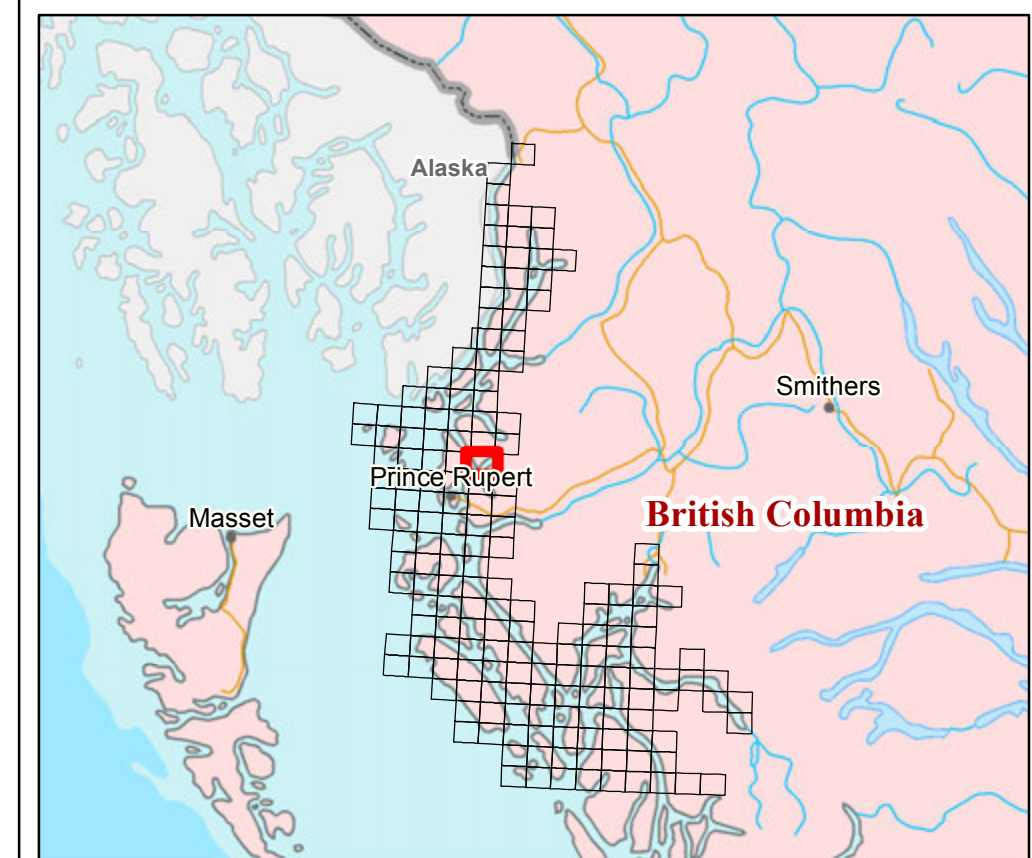 Alaska
Smithers
Prince Rupert
British Columbia
Masset